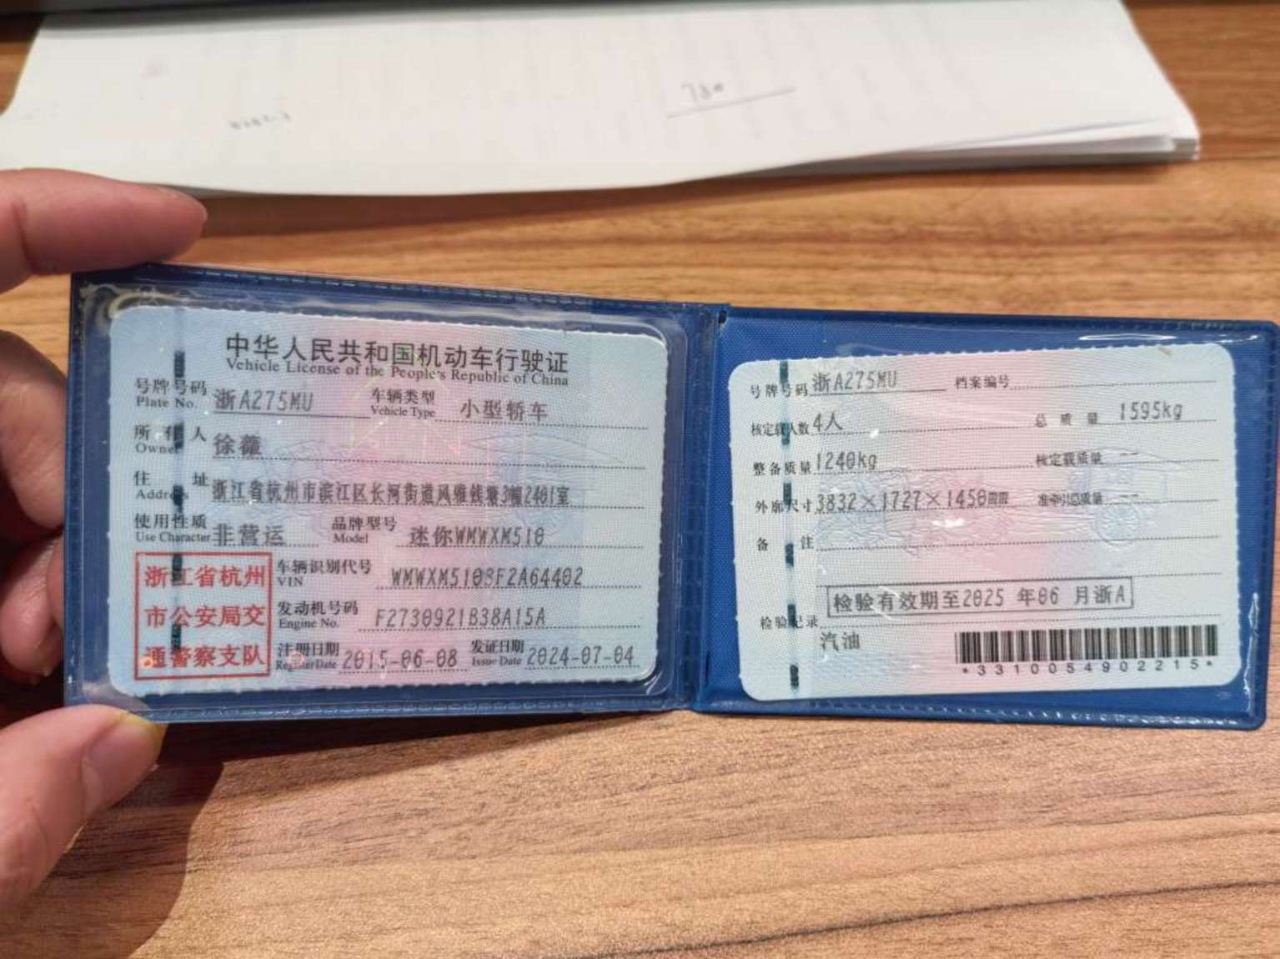 780
中华人民共和国机动车行驶证
Vehicle License of the People's Republic of China
号牌号码 浙A275MU 车辆类型 小型轿车
Plate No. Vehicle Type
所有人 徐薇
Owner
住址 浙江省杭州市滨江区长河街道风雅钱塘3幢2401室
Address
使用性质 非营运 品牌型号 迷你WMWXM510
Use Character Model
浙江省杭州
市公安局交
通警察支队
车辆识别代号 WMWXM5103F2A64402
VIN
发动机号码 F2730921B38A15A
Engine No.
注册日期 2015-06-08 发证日期 2024-07-04
Register Date Issue Date
号牌号码 浙A275MU 档案编号
核定载人数 4人 总质量 1595kg
整备质量 1240kg 核定载质量 --
外廓尺寸 3832×1727×1450mm 准牵引总质量 --
备注
检验有效期至2025 年06 月浙A
检验记录
汽油
*3310054902215*